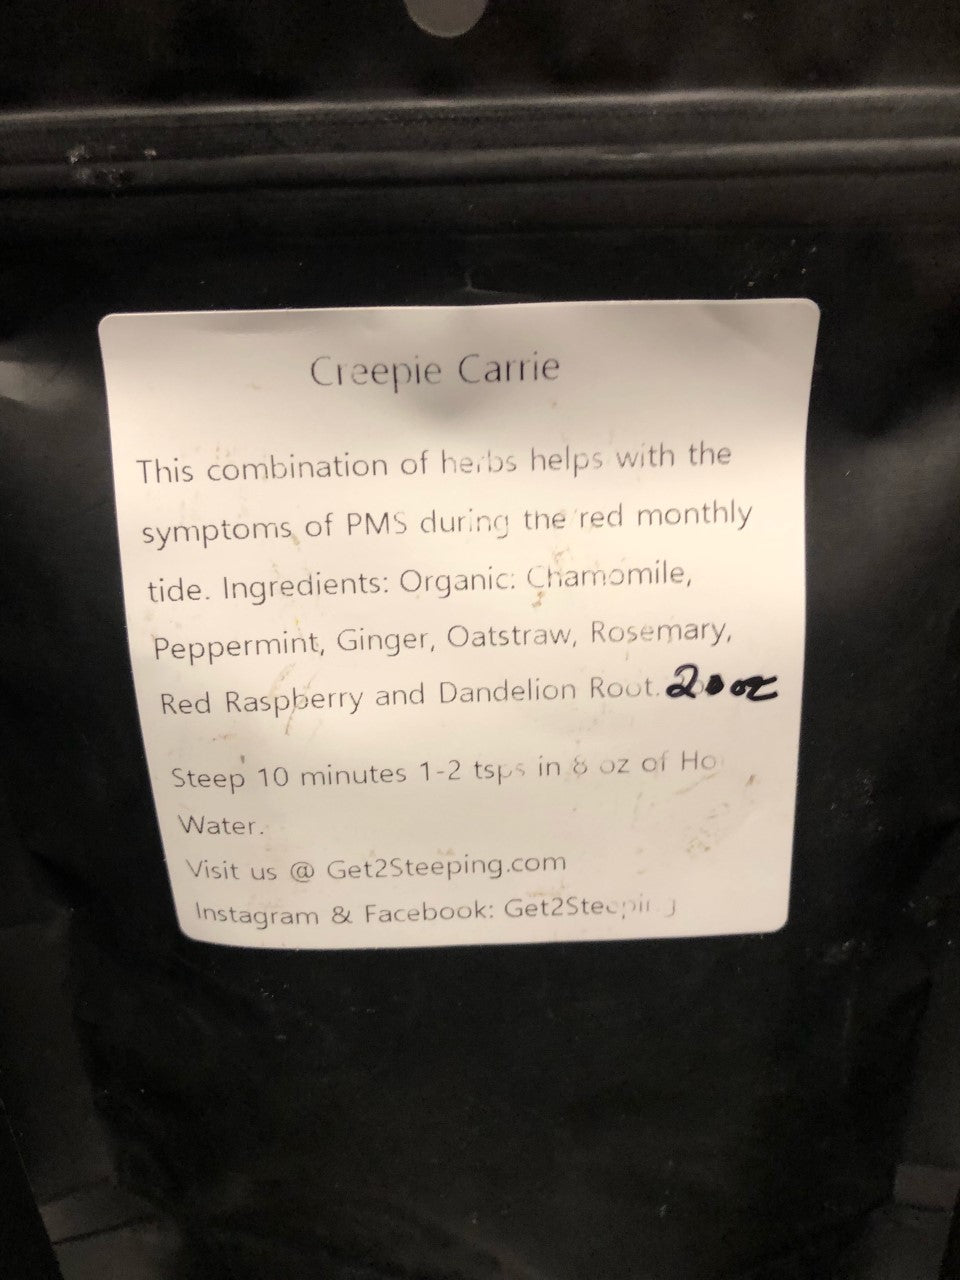 Creepie Carrie
This combination of herbs helps with the
symptoms of PMS during the red monthly
tide. Ingredients: Organic: Chamomile,
Peppermint, Ginger, Oatstraw, Rosemary,
Red Raspberry and Dandelion Root.
Steep 10 minutes 1-2 tsps in 8 oz of Ho
Water.
Visit us @ Get2Steeping.com
Instagram & Facebook: Get2Steeping